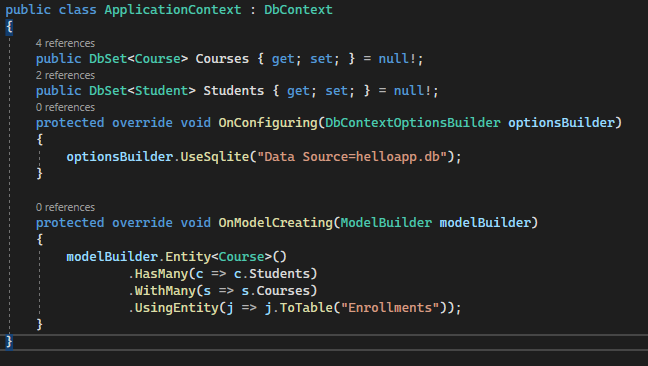 public class ApplicationContext : DbContext
{
4 references
public DbSet<Course> Courses { get; set; } = null!;
2 references
public DbSet<Student> Students { get; set; } = null!;
0 references
protected override void OnConfiguring(DbContextOptionsBuilder optionsBuilder)
{
optionsBuilder.UseSqlite("Data Source=helloapp.db");
}
0 references
protected override void OnModelCreating(ModelBuilder modelBuilder)
{
modelBuilder.Entity<Course>()
.HasMany(c => c.Students)
.WithMany(s => s.Courses)
.UsingEntity(j => j.ToTable("Enrollments"));
}
}